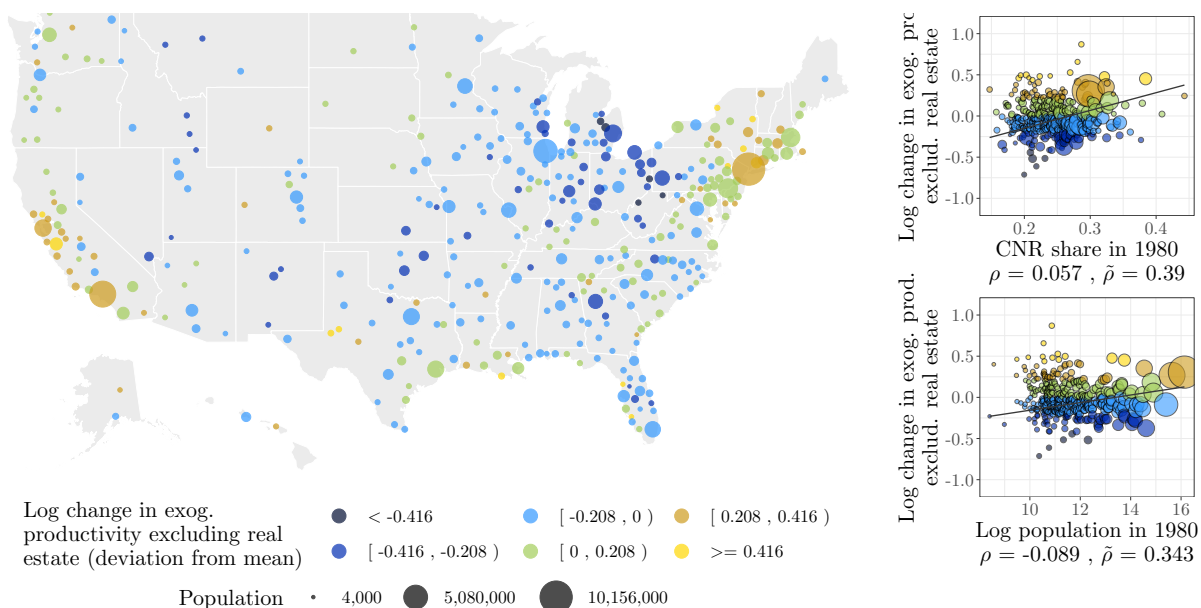 Log change in exog. prod.
exclud. real estate
1.0
0.5
0.0
-0.5
-1.0
0.2
0.3
0.4
CNR share in 1980
ρ = 0.057 , ρ̃ = 0.39
Log change in exog. prod.
exclud. real estate
1.0
0.5
0.0
-0.5
-1.0
10
12
14
16
Log population in 1980
ρ = -0.089 , ρ̃ = 0.343
Log change in exog.
productivity excluding real
estate (deviation from mean)
< -0.416
[ -0.208 , 0 )
[ 0.208 , 0.416 )
[ -0.416 , -0.208 )
[ 0 , 0.208 )
>= 0.416
Population
4,000
5,080,000
10,156,000